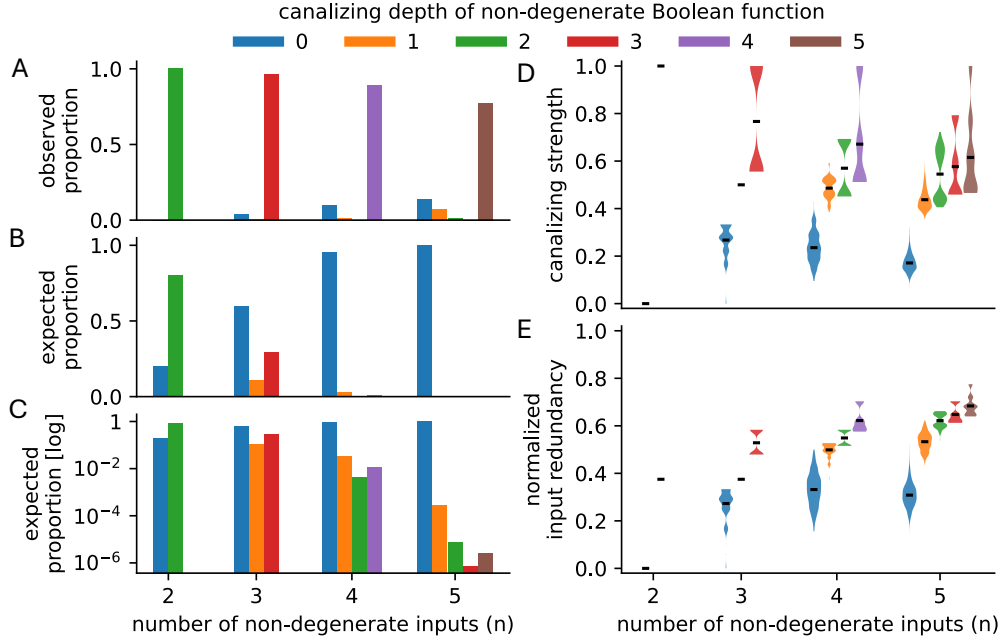 canalizing depth of non-degenerate Boolean function
0 1 2 3 4 5
A
observed
proportion
1.0
0.5
0.0
B
expected
proportion
1.0
0.5
0.0
C
expected
proportion [log]
1
10⁻²
10⁻⁴
10⁻⁶
2 3 4 5
number of non-degenerate inputs (n)
D
canalizing strength
1.0
0.8
0.6
0.4
0.2
0.0
E
normalized
input redundancy
1.0
0.8
0.6
0.4
0.2
0.0
2 3 4 5
number of non-degenerate inputs (n)